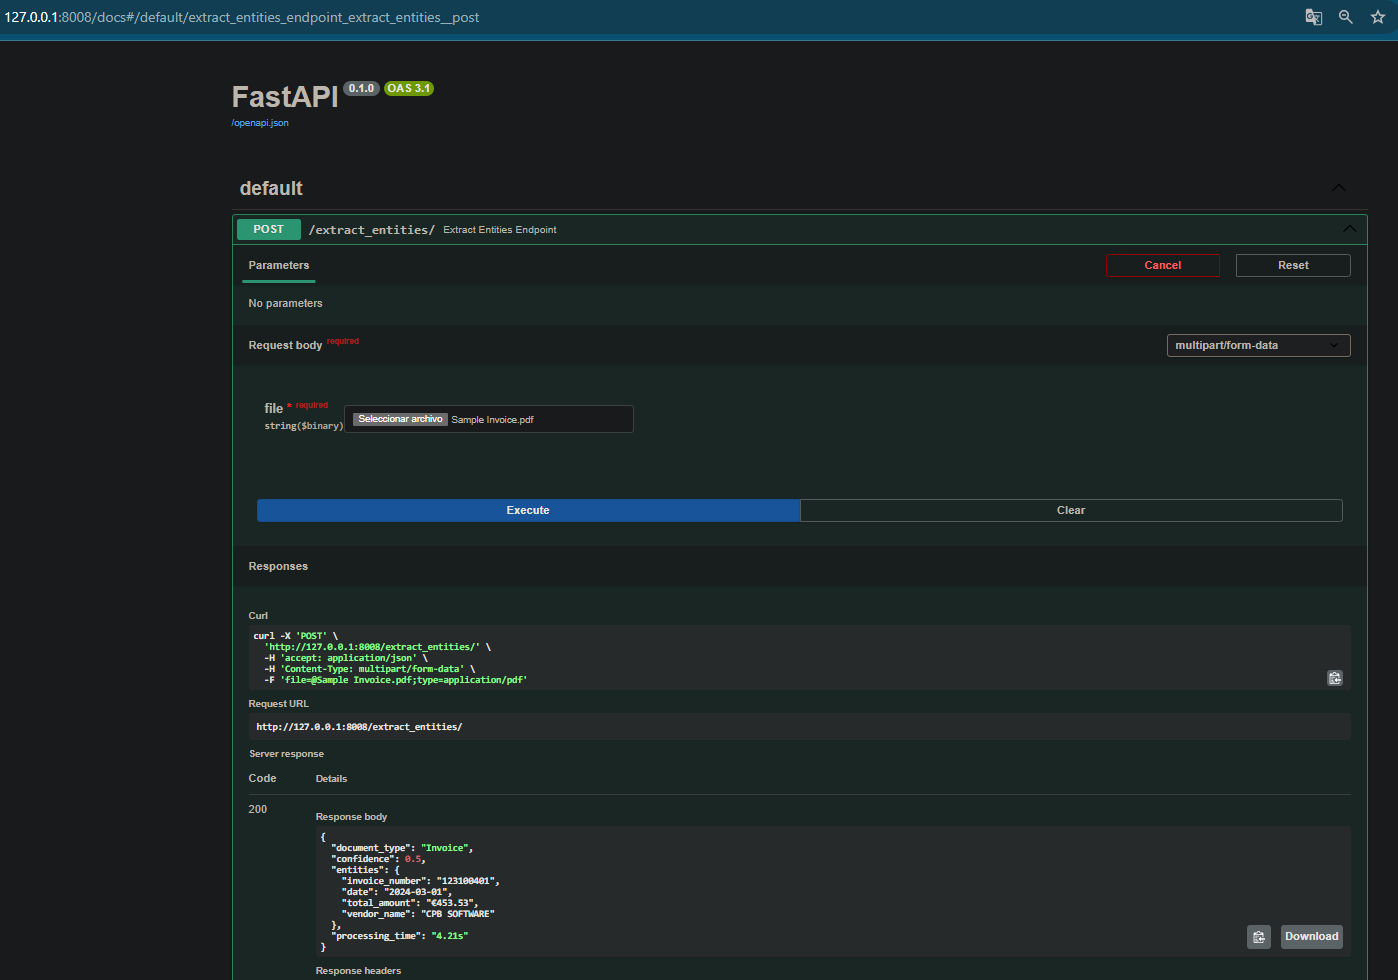 127.0.0.1:8008/docs#/default/extract_entities_endpoint_extract_entities__post
FastAPI 0.1.0 OAS 3.1
/openapi.json
default
POST /extract_entities/ Extract Entities Endpoint
Parameters Cancel Reset
No parameters
Request body required multipart/form-data
file * required
string($binary) Seleccionar archivo Sample Invoice.pdf
Execute Clear
Responses
Curl
curl -X 'POST' \
'http://127.0.0.1:8008/extract_entities/' \
-H 'accept: application/json' \
-H 'Content-Type: multipart/form-data' \
-F 'file=@Sample Invoice.pdf;type=application/pdf'
Request URL
http://127.0.0.1:8008/extract_entities/
Server response
Code Details
200
Response body
{
"document_type": "Invoice",
"confidence": 0.5,
"entities": {
"invoice_number": "123100401",
"date": "2024-03-01",
"total_amount": "€453.53",
"vendor_name": "CPB SOFTWARE"
},
"processing_time": "4.21s"
}
Download
Response headers